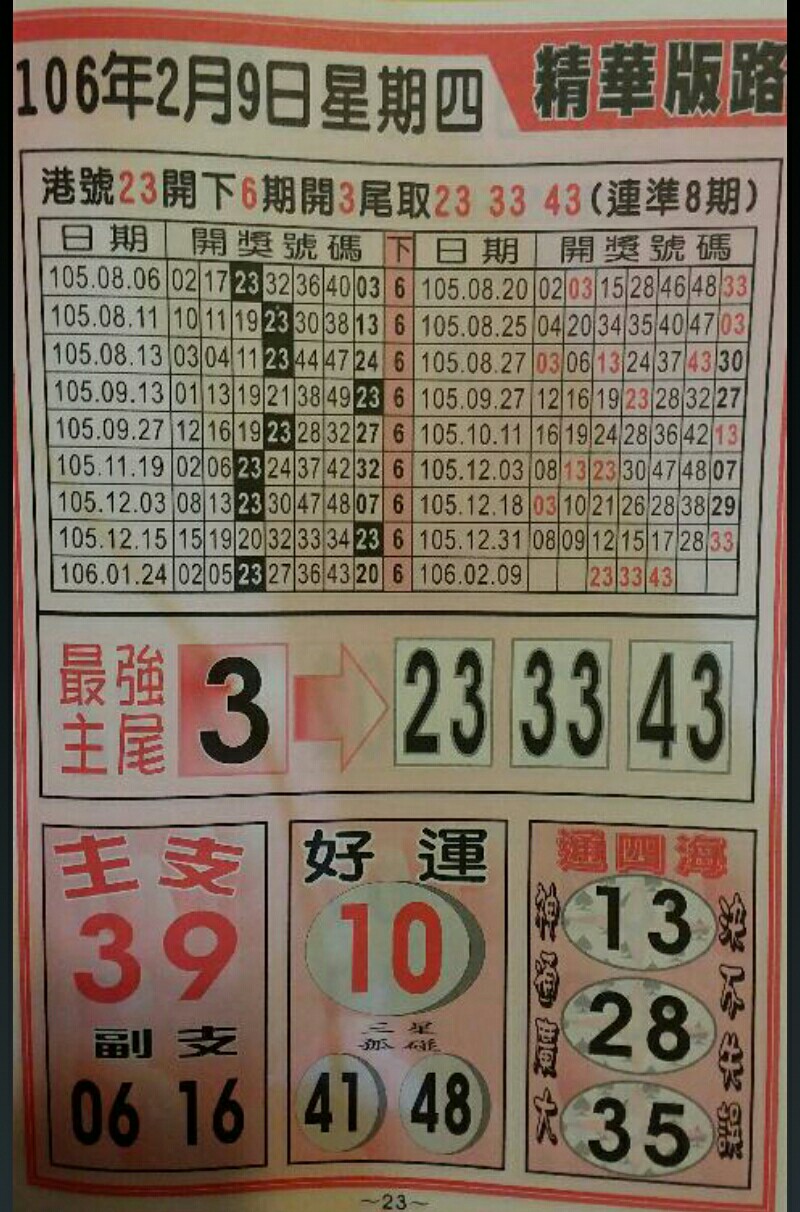 106年2月9日星期四 精華版路
港號23開下6期開3尾取23 33 43(連準8期)
日期 開獎號碼 下 日期 開獎號碼
105.08.06 02 17 23 32 36 40 03 6 105.08.20 02 03 15 28 46 48 33
105.08.11 10 11 19 23 30 38 13 6 105.08.25 04 20 34 35 40 47 03
105.08.13 03 04 11 23 44 47 24 6 105.08.27 03 06 13 24 37 43 30
105.09.13 01 13 19 21 38 49 23 6 105.09.27 12 16 19 23 28 32 27
105.09.27 12 16 19 23 28 32 27 6 105.10.11 16 19 24 28 36 42 13
105.11.19 02 06 23 24 37 42 32 6 105.12.03 08 13 23 30 47 48 07
105.12.03 08 13 23 30 47 48 07 6 105.12.18 03 10 21 26 28 38 29
105.12.15 15 19 20 32 33 34 23 6 105.12.31 08 09 12 15 17 28 33
106.01.24 02 05 23 27 36 43 20 6 106.02.09 23 33 43
最強
主尾
3
23 33 43
主支
39
副支
06 16
好運
10
三星
孤碰
41 48
通四海
神通廣大
13
28
35
~23~